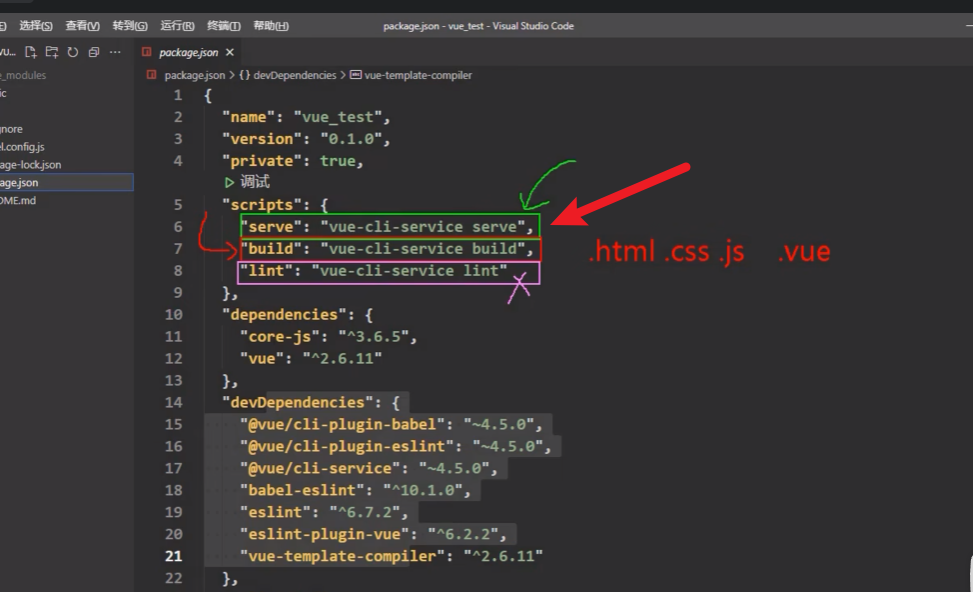 选择(S) 查看(V) 转到(G) 运行(R) 终端(T) 帮助(H) package.json - vue_test - Visual Studio Code
vu... ··· package.json ×
e_modules
package.json > {} devDependencies > vue-template-compiler
ic
nore
el.config.js
age-lock.json
age.json
OME.md
1 {
2 "name": "vue_test",
3 "version": "0.1.0",
4 "private": true,
调试
5 "scripts": {
6 "serve": "vue-cli-service serve",
7 "build": "vue-cli-service build",
8 "lint": "vue-cli-service lint"
.html .css .js .vue
9 },
10 "dependencies": {
11 "core-js": "^3.6.5",
12 "vue": "^2.6.11"
13 },
14 "devDependencies": {
15 "@vue/cli-plugin-babel": "~4.5.0",
16 "@vue/cli-plugin-eslint": "~4.5.0",
17 "@vue/cli-service": "~4.5.0",
18 "babel-eslint": "^10.1.0",
19 "eslint": "^6.7.2",
20 "eslint-plugin-vue": "^6.2.2",
21 "vue-template-compiler": "^2.6.11"
22 },